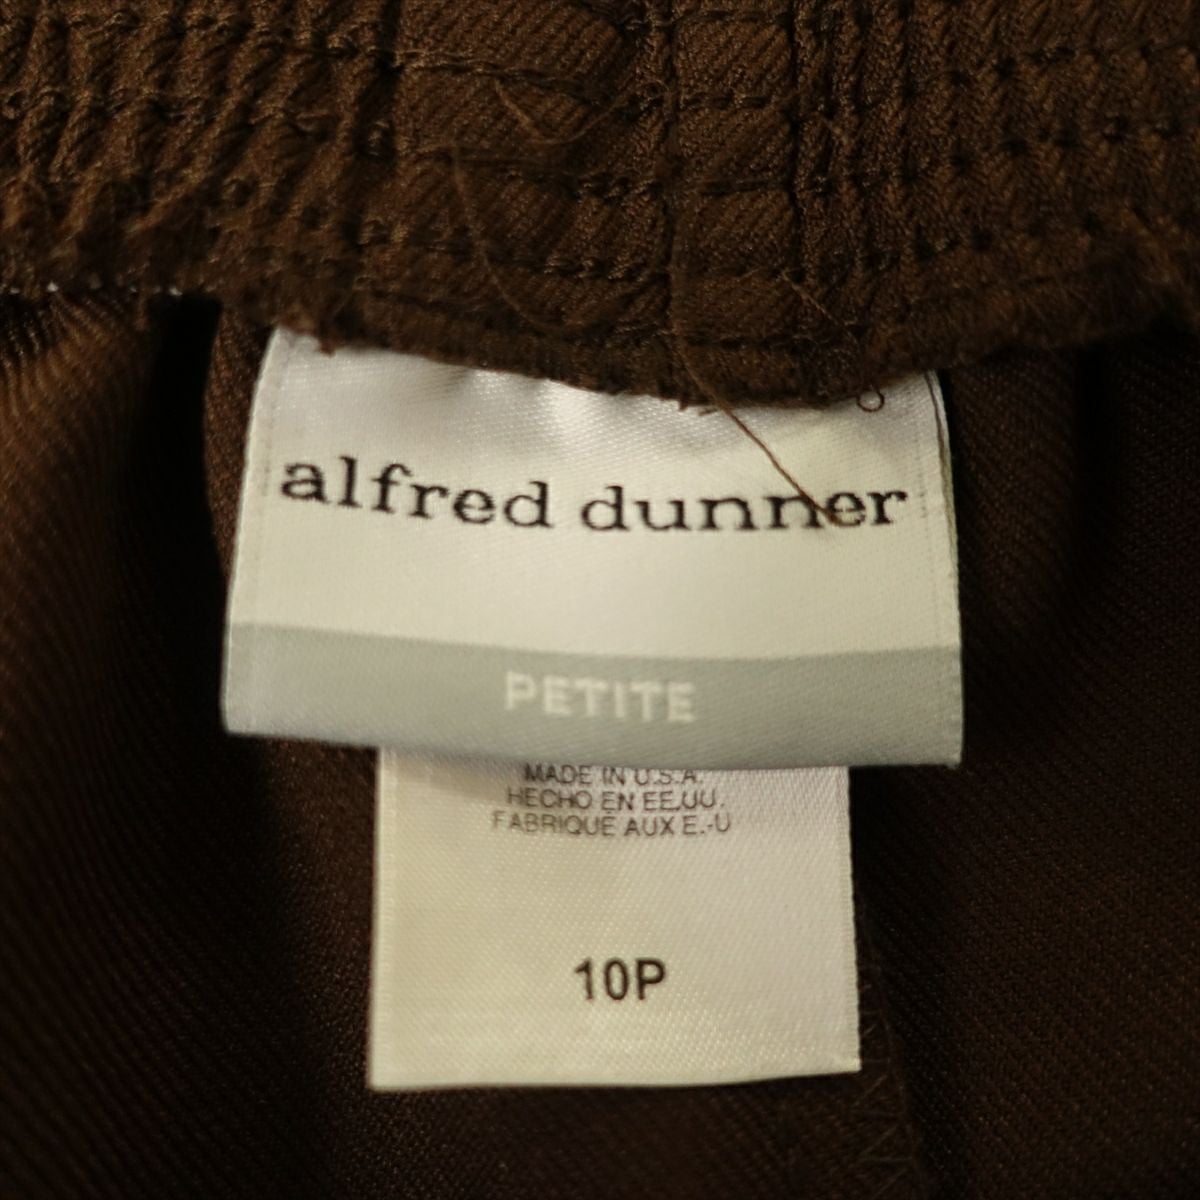 alfred dunner
PETITE
MADE IN U.S.A.
HECHO EN EE.UU.
FABRIQUÉ AUX E.-U
10P